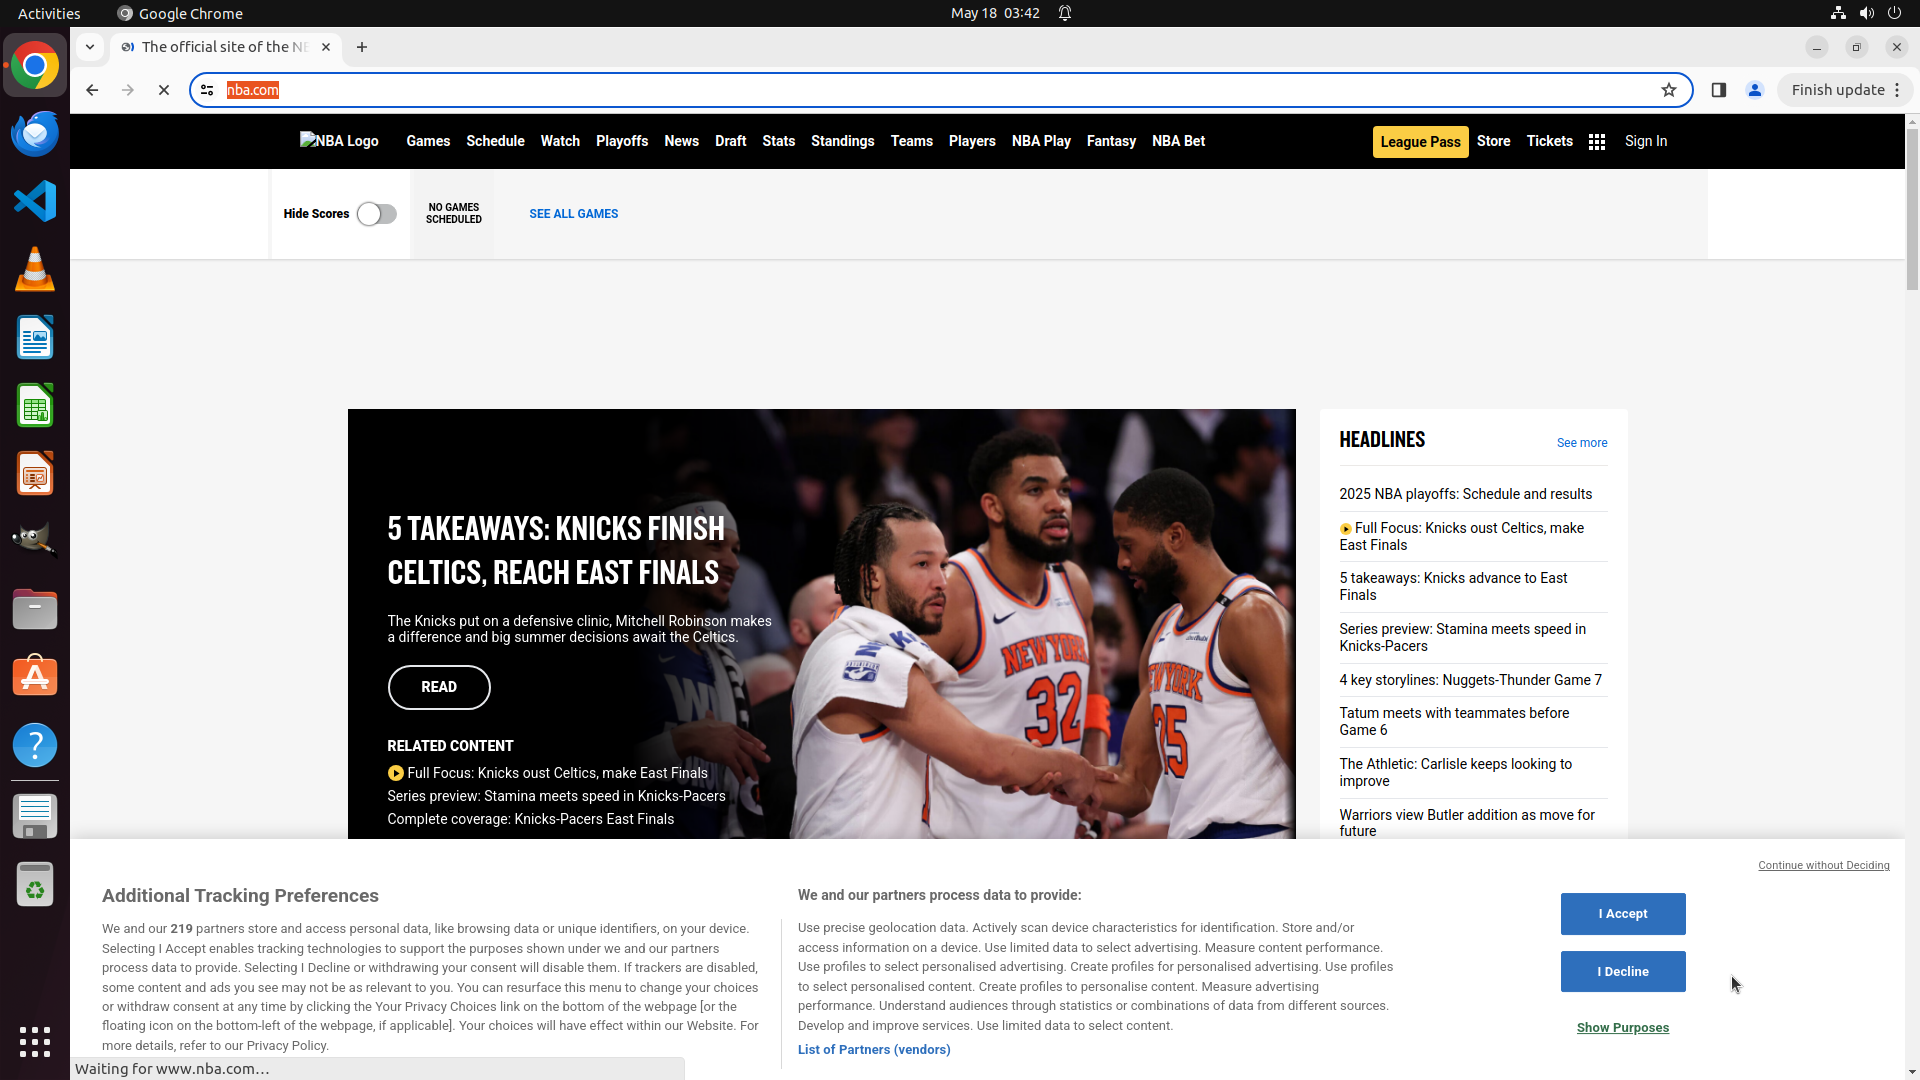 Activities
Google Chrome
May 18 03:42
The official site of the NB
nba.com
Finish update
NBA Logo
Games
Schedule
Watch
Playoffs
News
Draft
Stats
Standings
Teams
Players
NBA Play
Fantasy
NBA Bet
League Pass
Store
Tickets
Sign In
Hide Scores
NO GAMES
SCHEDULED
SEE ALL GAMES
5 TAKEAWAYS: KNICKS FINISH
CELTICS, REACH EAST FINALS
The Knicks put on a defensive clinic, Mitchell Robinson makes
a difference and big summer decisions await the Celtics.
READ
RELATED CONTENT
Full Focus: Knicks oust Celtics, make East Finals
Series preview: Stamina meets speed in Knicks-Pacers
Complete coverage: Knicks-Pacers East Finals
NEW YORK
32
NEW YORK
25
HEADLINES
See more
2025 NBA playoffs: Schedule and results
Full Focus: Knicks oust Celtics, make
East Finals
5 takeaways: Knicks advance to East
Finals
Series preview: Stamina meets speed in
Knicks-Pacers
4 key storylines: Nuggets-Thunder Game 7
Tatum meets with teammates before
Game 6
The Athletic: Carlisle keeps looking to
improve
Warriors view Butler addition as move for
future
Continue without Deciding
Additional Tracking Preferences
We and our 219 partners store and access personal data, like browsing data or unique identifiers, on your device.
Selecting I Accept enables tracking technologies to support the purposes shown under we and our partners
process data to provide. Selecting I Decline or withdrawing your consent will disable them. If trackers are disabled,
some content and ads you see may not be as relevant to you. You can resurface this menu to change your choices
or withdraw consent at any time by clicking the Your Privacy Choices link on the bottom of the webpage [or the
floating icon on the bottom-left of the webpage, if applicable]. Your choices will have effect within our Website. For
more details, refer to our Privacy Policy.
We and our partners process data to provide:
Use precise geolocation data. Actively scan device characteristics for identification. Store and/or
access information on a device. Use limited data to select advertising. Measure content performance.
Use profiles to select personalised advertising. Create profiles for personalised advertising. Use profiles
to select personalised content. Create profiles to personalise content. Measure advertising
performance. Understand audiences through statistics or combinations of data from different sources.
Develop and improve services. Use limited data to select content.
List of Partners (vendors)
I Accept
I Decline
Show Purposes
Waiting for www.nba.com…